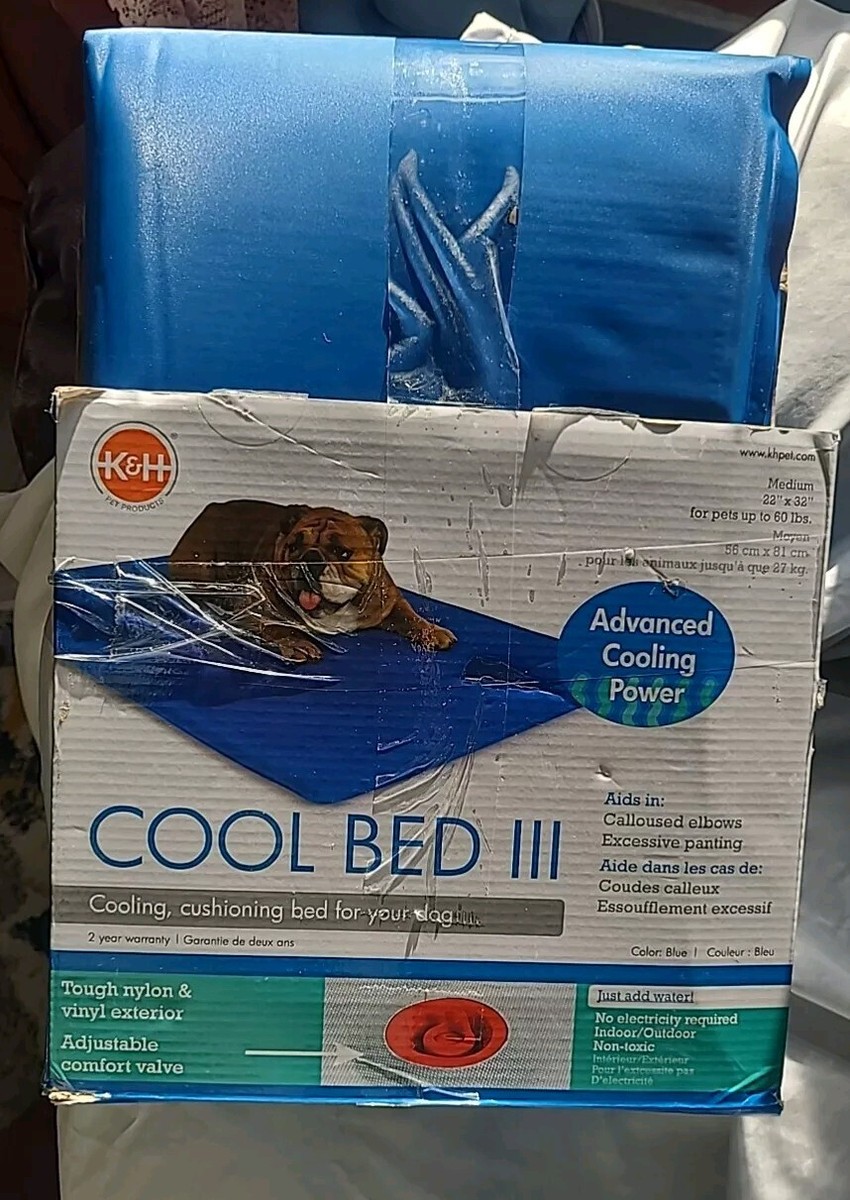 K&H
PET PRODUCTS
www.khpet.com
Medium
22" x 32"
for pets up to 60 lbs.
Moyen
56 cm x 81 cm
pour les animaux jusqu'à que 27 kg.
Advanced
Cooling
Power
Aids in:
Calloused elbows
Excessive panting
Aide dans les cas de:
Coudes calleux
Essoufflement excessif
COOL BED III
Cooling, cushioning bed for your dog
2 year warranty | Garantie de deux ans
Color: Blue | Couleur : Bleu
Tough nylon &
vinyl exterior
Adjustable
comfort valve
Just add water!
No electricity required
Indoor/Outdoor
Non-toxic
Intérieur/Extérieur
D'electricité